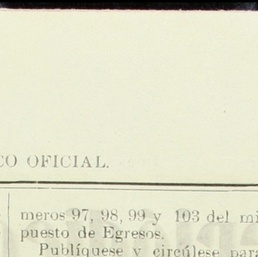 CO OFICIAL.
meros 97, 98, 99 y 103 del mi
puesto de Egresos.
Publíquese y circúlese para